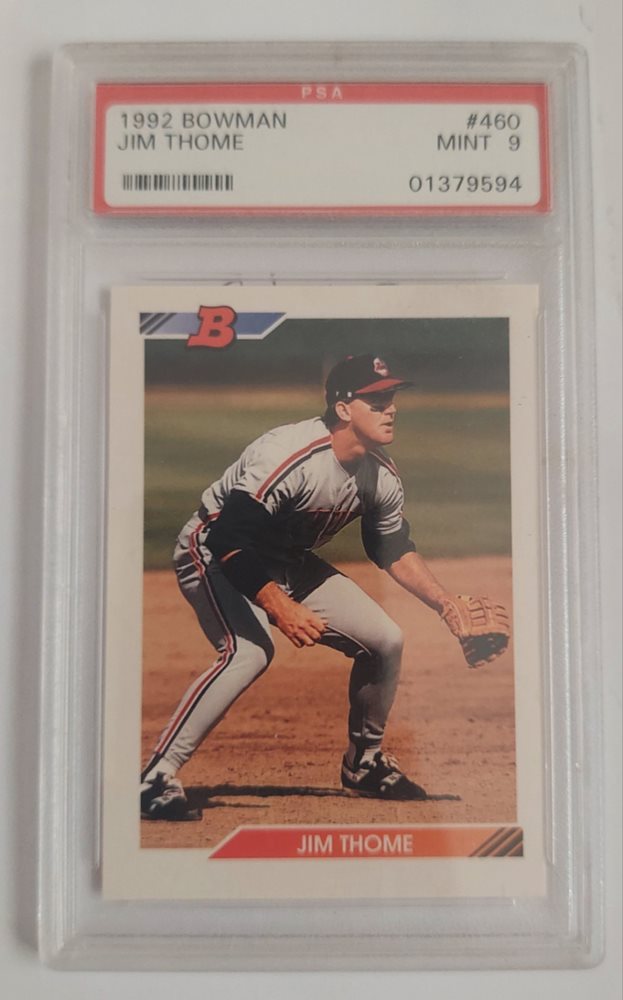 PSA
1992 BOWMAN #460
JIM THOME MINT 9
01379594
B
JIM THOME